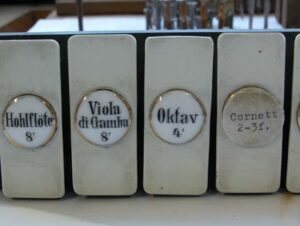 Hohlflöte
8'
Viola
di Gamba
8'
Oktav
4'
Cornett
2-3f.